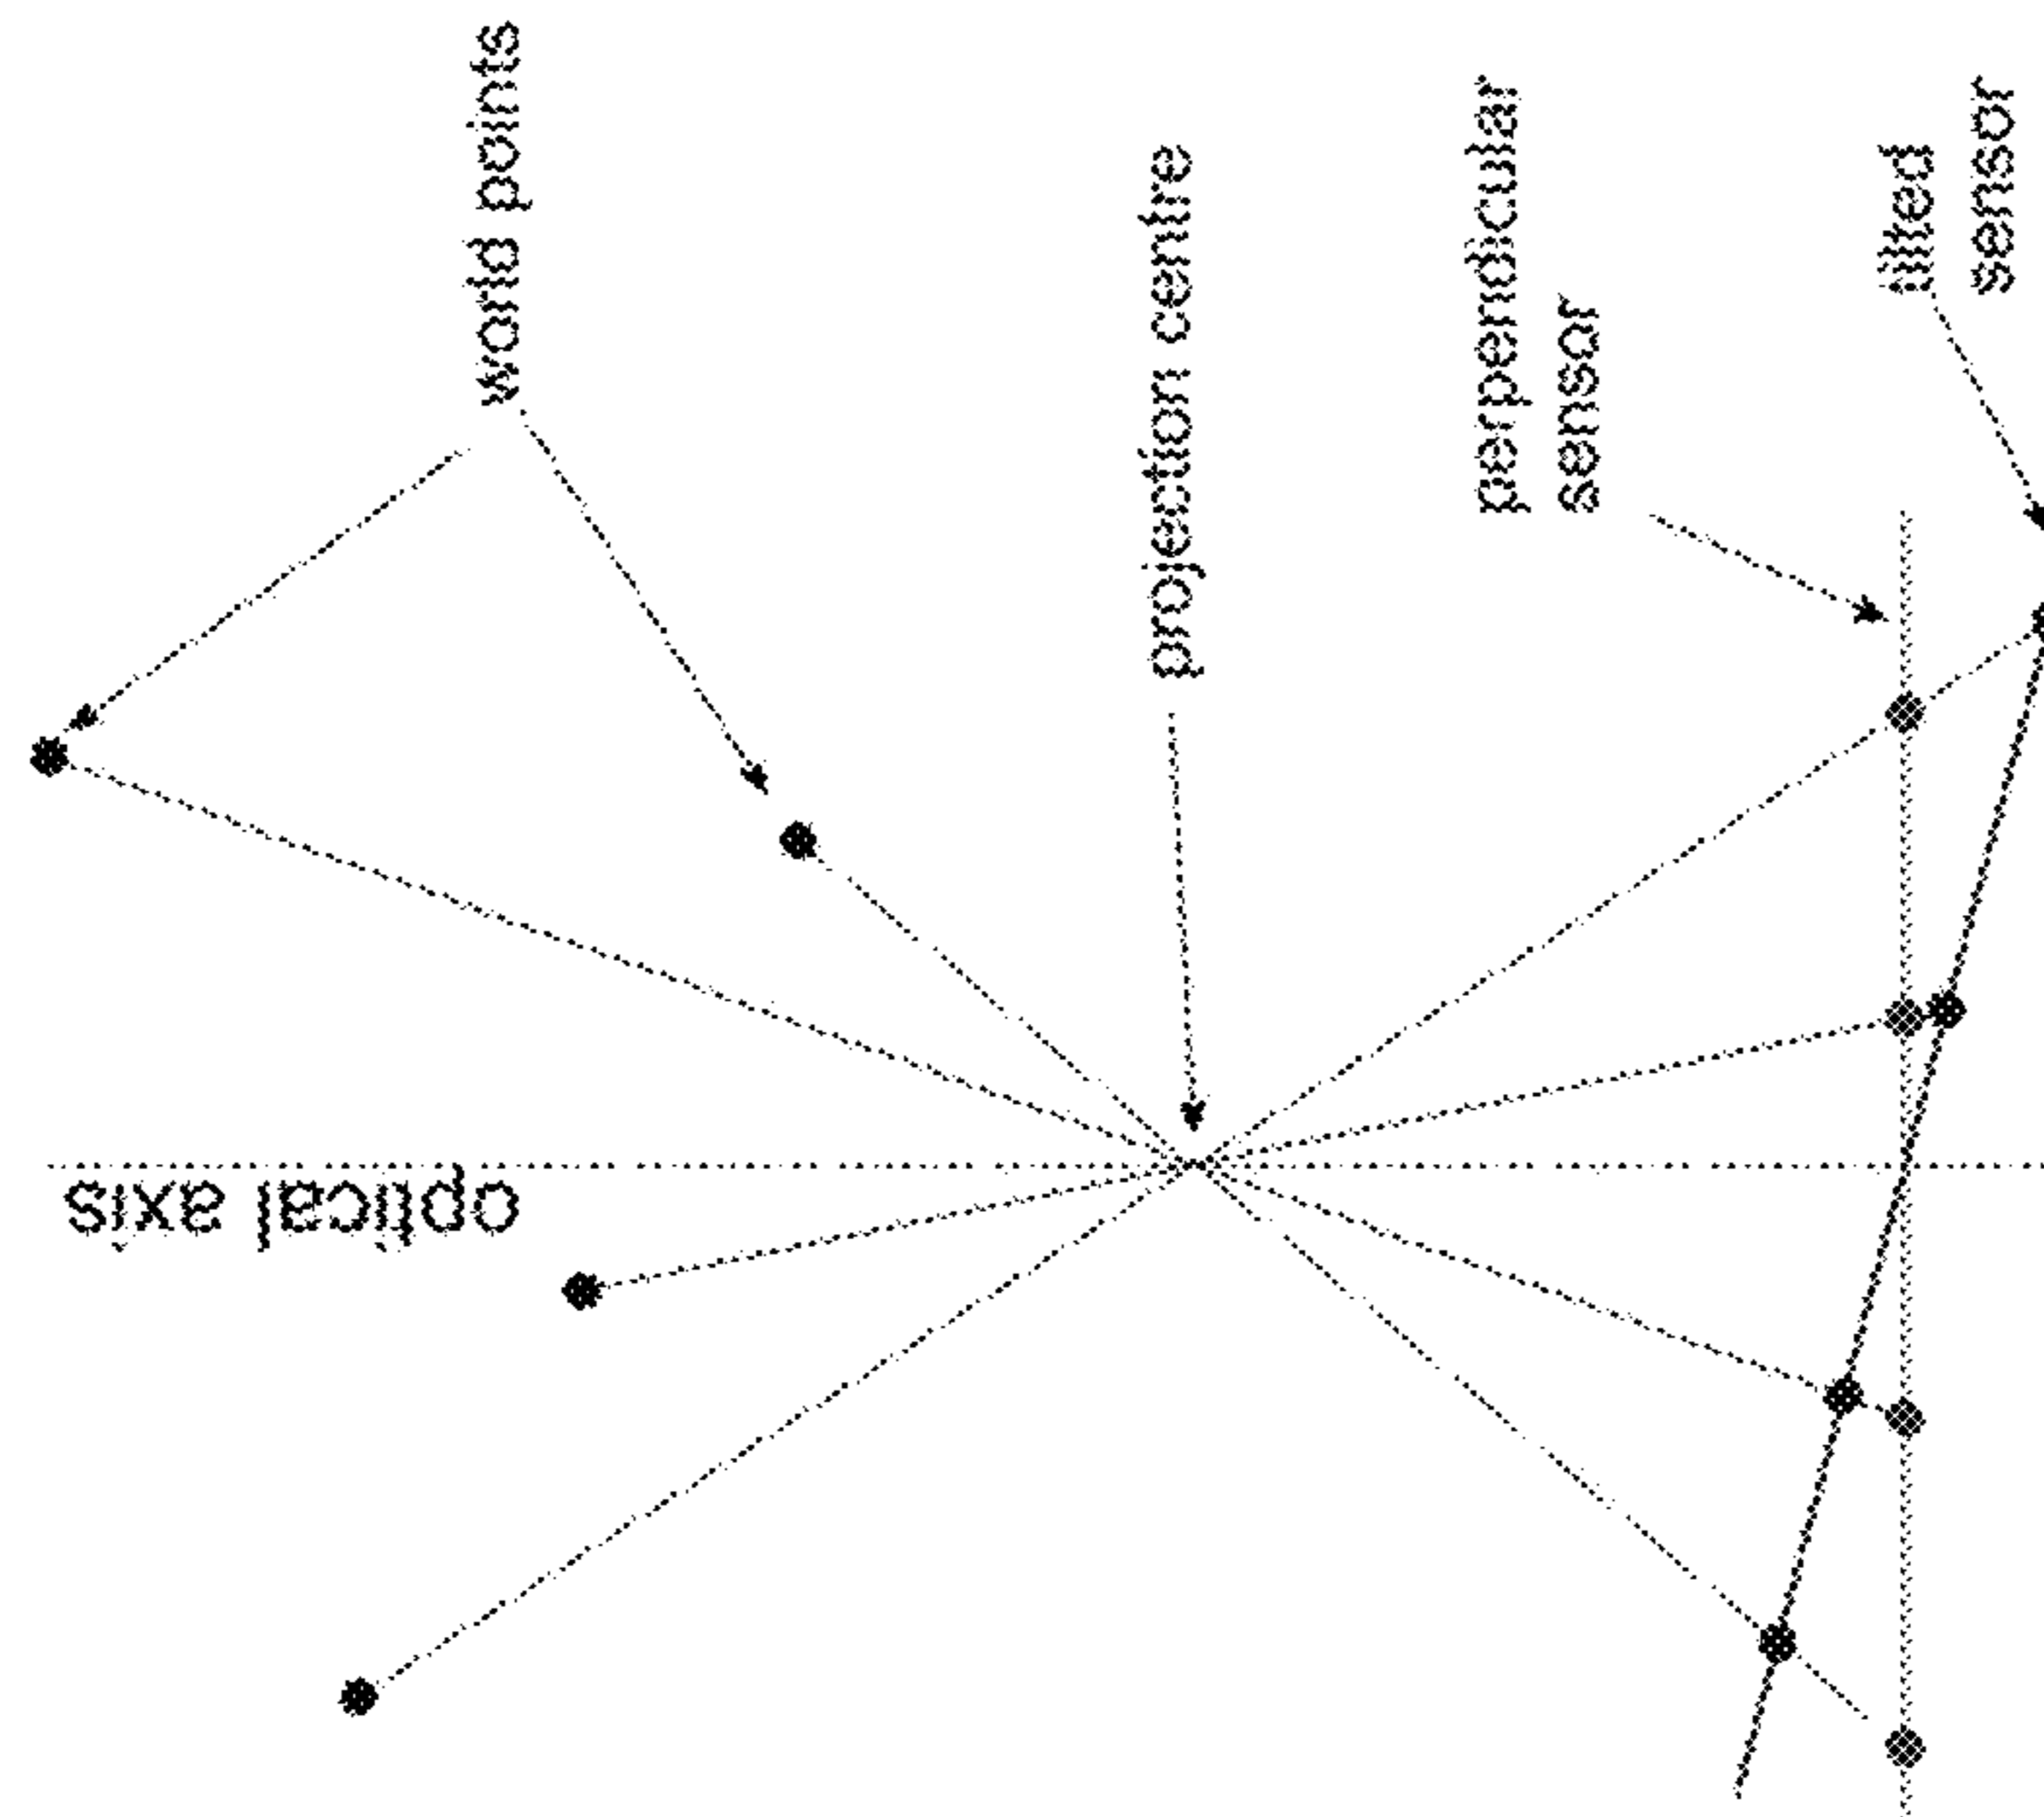 world points
projection centre
perpendicular
sensor
tilted
sensor
optical axis